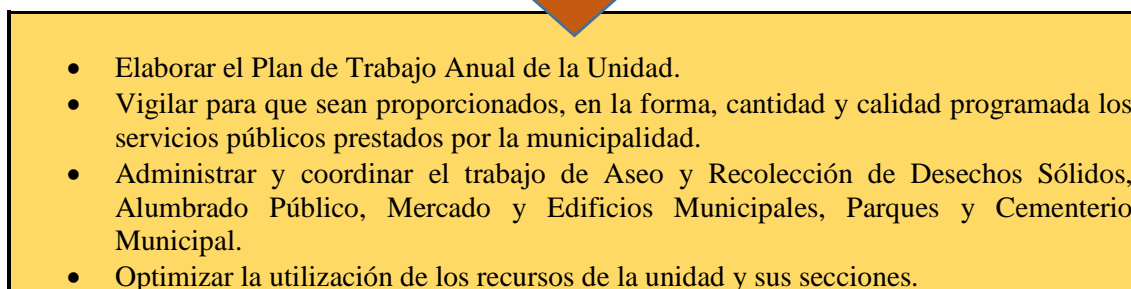 • Elaborar el Plan de Trabajo Anual de la Unidad.
• Vigilar para que sean proporcionados, en la forma, cantidad y calidad programada los
servicios públicos prestados por la municipalidad.
• Administrar y coordinar el trabajo de Aseo y Recolección de Desechos Sólidos,
Alumbrado Público, Mercado y Edificios Municipales, Parques y Cementerio
Municipal.
• Optimizar la utilización de los recursos de la unidad y sus secciones.